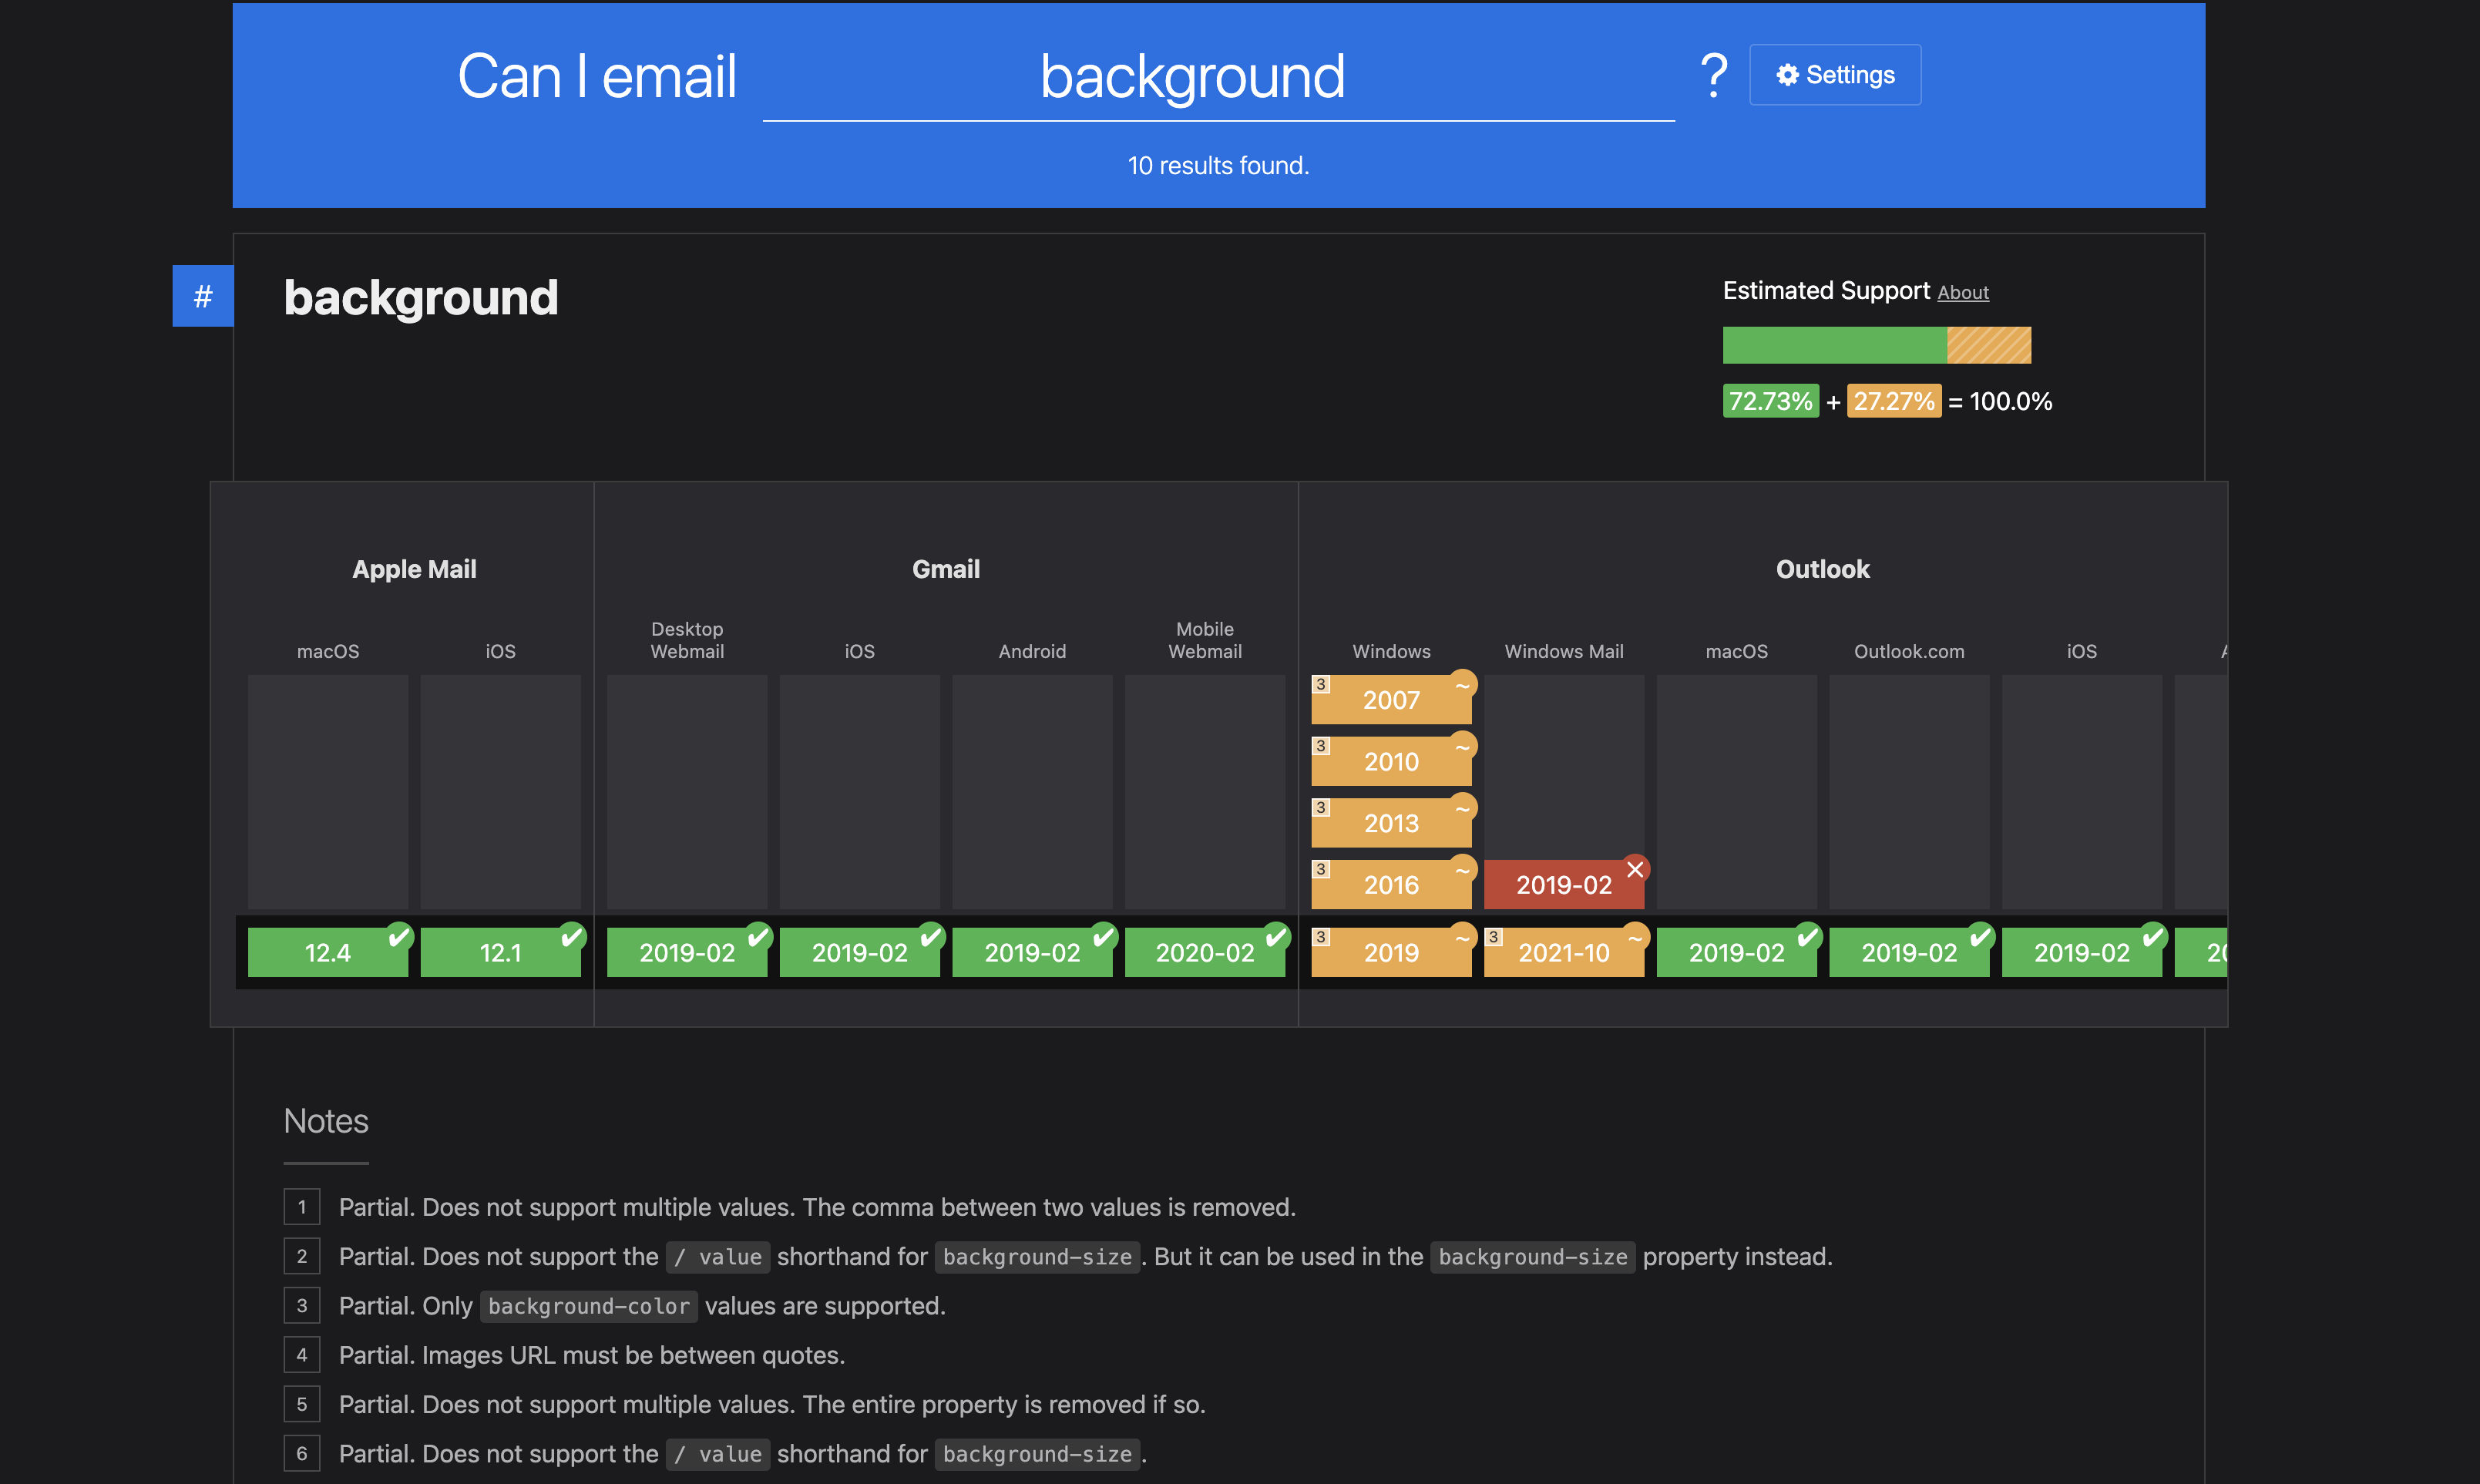 Can I email background ? Settings
10 results found.
#
background
Estimated Support About
72.73% + 27.27% = 100.0%
Apple Mail
Gmail
Outlook
macOS
iOS
Desktop
Webmail
iOS
Android
Mobile
Webmail
Windows
Windows Mail
macOS
Outlook.com
iOS
3 2007 ~
3 2010 ~
3 2013 ~
3 2016 ~
2019-02
12.4
12.1
2019-02
2019-02
2019-02
2020-02
3 2019 ~
3 2021-10 ~
2019-02
2019-02
2019-02
Notes
1 Partial. Does not support multiple values. The comma between two values is removed.
2 Partial. Does not support the / value shorthand for background-size. But it can be used in the background-size property instead.
3 Partial. Only background-color values are supported.
4 Partial. Images URL must be between quotes.
5 Partial. Does not support multiple values. The entire property is removed if so.
6 Partial. Does not support the / value shorthand for background-size.